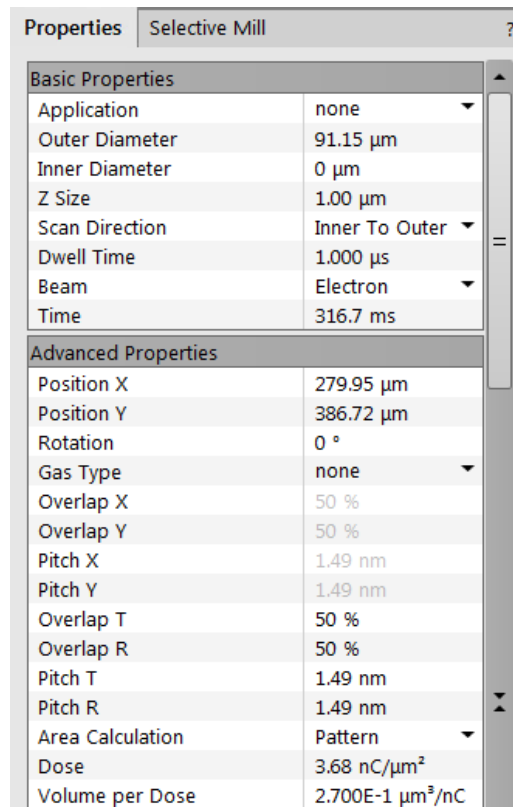 Properties Selective Mill ?
Basic Properties
Application none
Outer Diameter 91.15 µm
Inner Diameter 0 µm
Z Size 1.00 µm
Scan Direction Inner To Outer
Dwell Time 1.000 µs
Beam Electron
Time 316.7 ms
Advanced Properties
Position X 279.95 µm
Position Y 386.72 µm
Rotation 0 °
Gas Type none
Overlap X 50 %
Overlap Y 50 %
Pitch X 1.49 nm
Pitch Y 1.49 nm
Overlap T 50 %
Overlap R 50 %
Pitch T 1.49 nm
Pitch R 1.49 nm
Area Calculation Pattern
Dose 3.68 nC/µm²
Volume per Dose 2.700E-1 µm³/nC